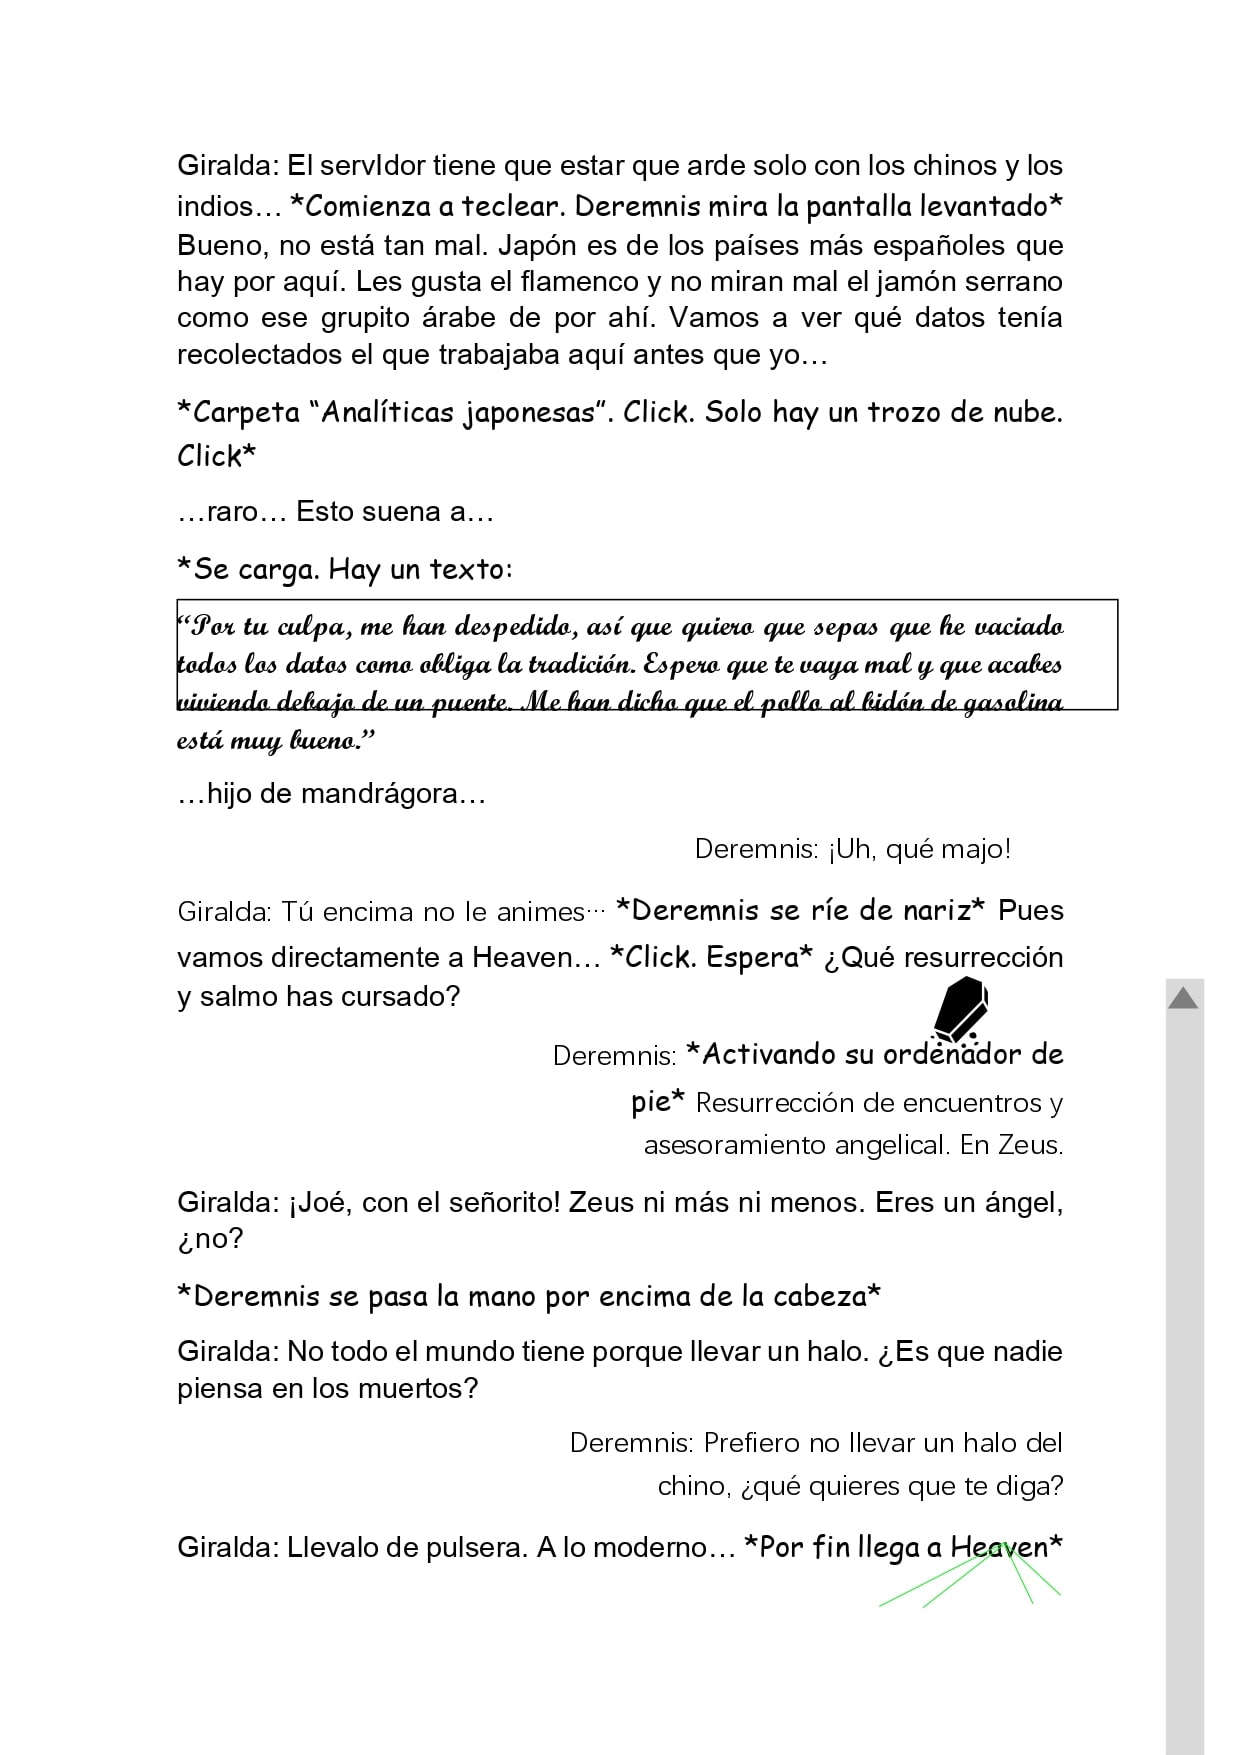 Giralda: El servIdor tiene que estar que arde solo con los chinos y los
indios… *Comienza a teclear. Deremnis mira la pantalla levantado*
Bueno, no está tan mal. Japón es de los países más españoles que
hay por aquí. Les gusta el flamenco y no miran mal el jamón serrano
como ese grupito árabe de por ahí. Vamos a ver qué datos tenía
recolectados el que trabajaba aquí antes que yo…
*Carpeta “Analíticas japonesas”. Click. Solo hay un trozo de nube.
Click*
…raro… Esto suena a…
*Se carga. Hay un texto:
“Por tu culpa, me han despedido, así que quiero que sepas que he vaciado
todos los datos como obliga la tradición. Espero que te vaya mal y que acabes
viviendo debajo de un puente. Me han dicho que el pollo al bidón de gasolina
está muy bueno.”
…hijo de mandrágora…
Deremnis: ¡Uh, qué majo!
Giralda: Tú encima no le animes… *Deremnis se ríe de nariz* Pues
vamos directamente a Heaven… *Click. Espera* ¿Qué resurrección
y salmo has cursado?
Deremnis: *Activando su ordenador de
pie* Resurrección de encuentros y
asesoramiento angelical. En Zeus.
Giralda: ¡Joé, con el señorito! Zeus ni más ni menos. Eres un ángel,
¿no?
*Deremnis se pasa la mano por encima de la cabeza*
Giralda: No todo el mundo tiene porque llevar un halo. ¿Es que nadie
piensa en los muertos?
Deremnis: Prefiero no llevar un halo del
chino, ¿qué quieres que te diga?
Giralda: Llevalo de pulsera. A lo moderno… *Por fin llega a Heaven*